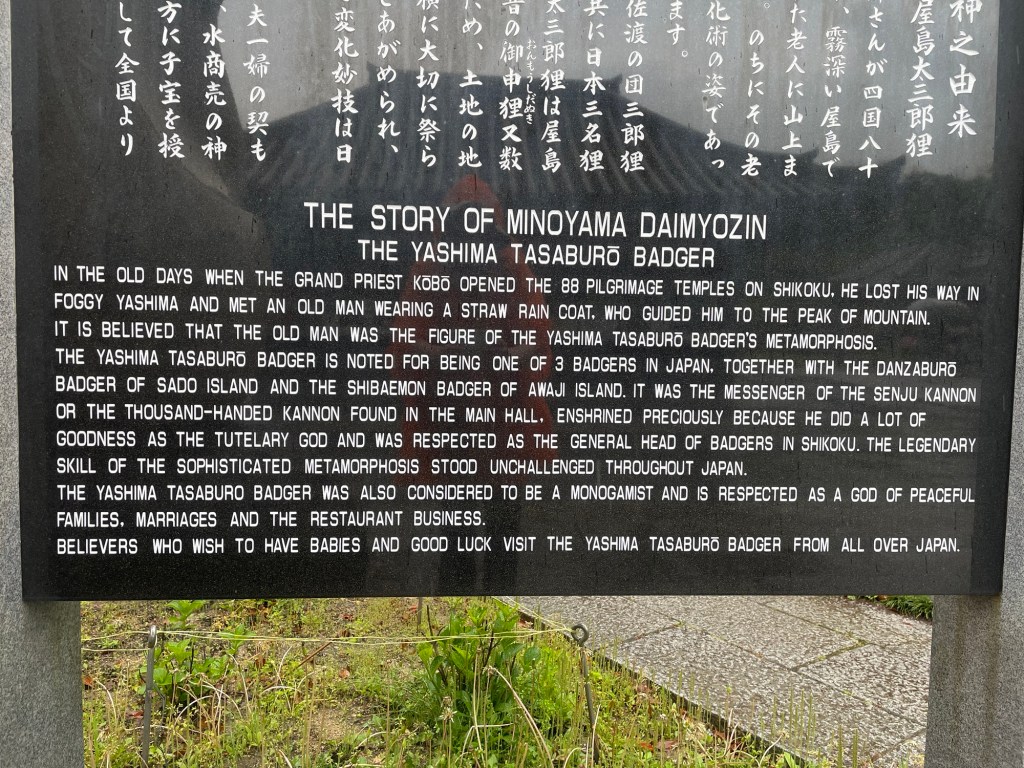 神之由来
屋島太三郎狸
さんが四国八十
、霧深い屋島で
た老人に山上ま
。のちにその老
化術の姿であっ
ます。
佐渡の団三郎狸
共に日本三名狸
太三郎狸は屋島
音の御申狸又数
おんもうしだぬき
ため、土地の地
様に大切に祭ら
てあがめられ、
変化妙技は日
夫一婦の契も
、水商売の神
方に子宝を授
して全国より
THE STORY OF MINOYAMA DAIMYOZIN
THE YASHIMA TASABURŌ BADGER
IN THE OLD DAYS WHEN THE GRAND PRIEST KŌBŌ OPENED THE 88 PILGRIMAGE TEMPLES ON SHIKOKU, HE LOST HIS WAY IN
FOGGY YASHIMA AND MET AN OLD MAN WEARING A STRAW RAIN COAT, WHO GUIDED HIM TO THE PEAK OF MOUNTAIN.
IT IS BELIEVED THAT THE OLD MAN WAS THE FIGURE OF THE YASHIMA TASABURŌ BADGER'S METAMORPHOSIS.
THE YASHIMA TASABURŌ BADGER IS NOTED FOR BEING ONE OF 3 BADGERS IN JAPAN, TOGETHER WITH THE DANZABURŌ
BADGER OF SADO ISLAND AND THE SHIBAEMON BADGER OF AWAJI ISLAND. IT WAS THE MESSENGER OF THE SENJU KANNON
OR THE THOUSAND-HANDED KANNON FOUND IN THE MAIN HALL, ENSHRINED PRECIOUSLY BECAUSE HE DID A LOT OF
GOODNESS AS THE TUTELARY GOD AND WAS RESPECTED AS THE GENERAL HEAD OF BADGERS IN SHIKOKU. THE LEGENDARY
SKILL OF THE SOPHISTICATED METAMORPHOSIS STOOD UNCHALLENGED THROUGHOUT JAPAN.
THE YASHIMA TASABURO BADGER WAS ALSO CONSIDERED TO BE A MONOGAMIST AND IS RESPECTED AS A GOD OF PEACEFUL
FAMILIES, MARRIAGES AND THE RESTAURANT BUSINESS.
BELIEVERS WHO WISH TO HAVE BABIES AND GOOD LUCK VISIT THE YASHIMA TASABURŌ BADGER FROM ALL OVER JAPAN.